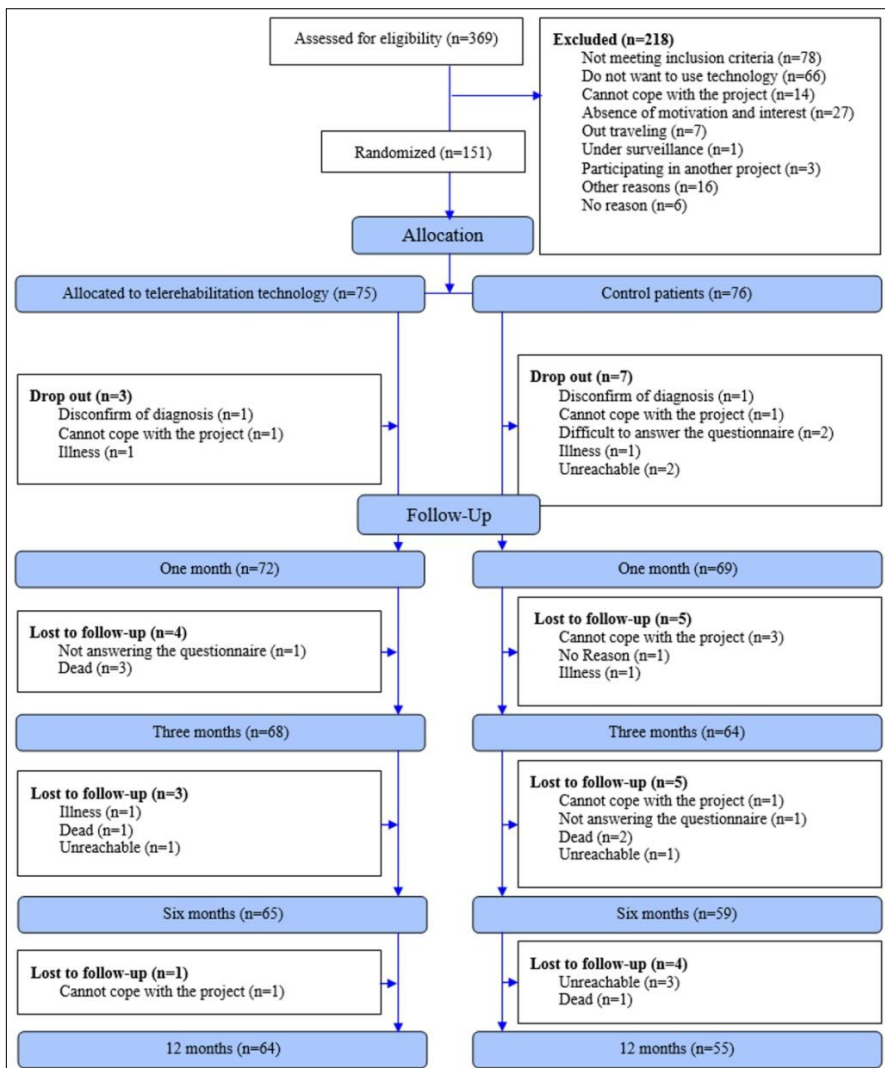 Assessed for eligibility (n=369)
Excluded (n=218)
Not meeting inclusion criteria (n=78)
Do not want to use technology (n=66)
Cannot cope with the project (n=14)
Absence of motivation and interest (n=27)
Out traveling (n=7)
Under surveillance (n=1)
Participating in another project (n=3)
Other reasons (n=16)
No reason (n=6)
Randomized (n=151)
Allocation
Allocated to telerehabilitation technology (n=75)
Control patients (n=76)
Drop out (n=3)
Disconfirm of diagnosis (n=1)
Cannot cope with the project (n=1)
Illness (n=1
Drop out (n=7)
Disconfirm of diagnosis (n=1)
Cannot cope with the project (n=1)
Difficult to answer the questionnaire (n=2)
Illness (n=1)
Unreachable (n=2)
Follow-Up
One month (n=72)
One month (n=69)
Lost to follow-up (n=4)
Not answering the questionnaire (n=1)
Dead (n=3)
Lost to follow-up (n=5)
Cannot cope with the project (n=3)
No Reason (n=1)
Illness (n=1)
Three months (n=68)
Three months (n=64)
Lost to follow-up (n=3)
Illness (n=1)
Dead (n=1)
Unreachable (n=1)
Lost to follow-up (n=5)
Cannot cope with the project (n=1)
Not answering the questionnaire (n=1)
Dead (n=2)
Unreachable (n=1)
Six months (n=65)
Six months (n=59)
Lost to follow-up (n=1)
Cannot cope with the project (n=1)
Lost to follow-up (n=4)
Unreachable (n=3)
Dead (n=1)
12 months (n=64)
12 months (n=55)